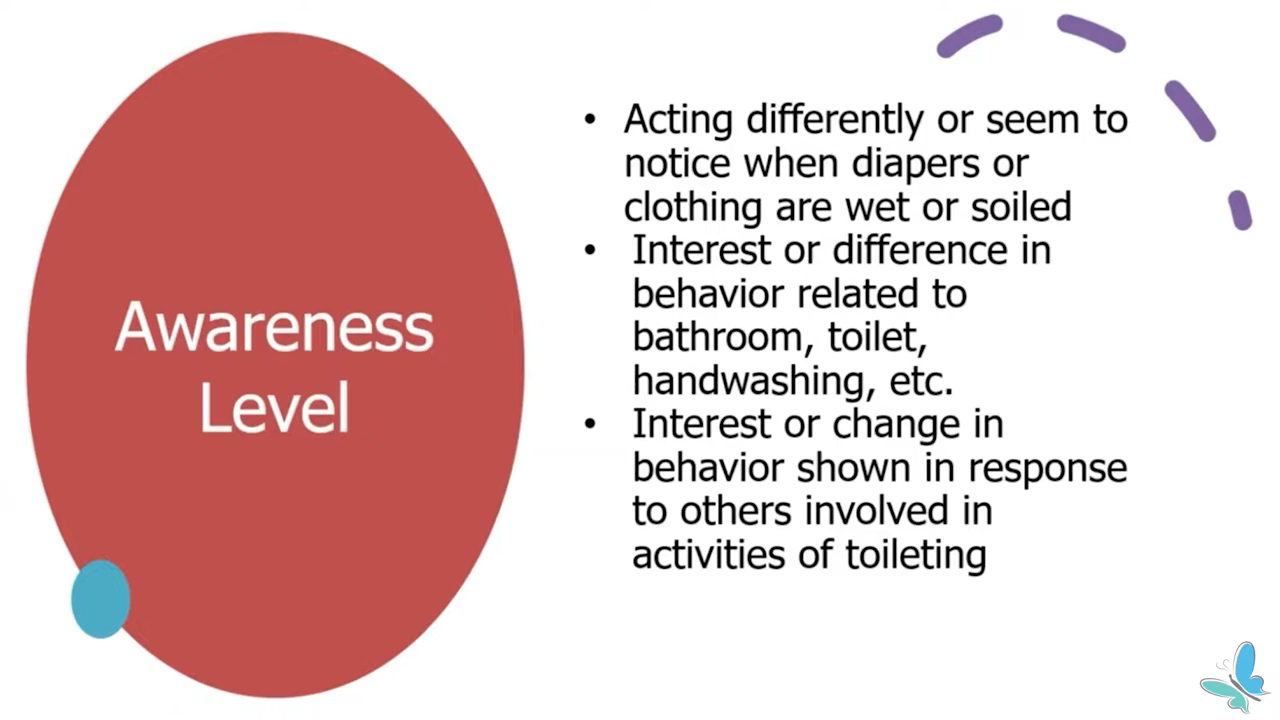 Awareness
Level
• Acting differently or seem to
notice when diapers or
clothing are wet or soiled
• Interest or difference in
behavior related to
bathroom, toilet,
handwashing, etc.
• Interest or change in
behavior shown in response
to others involved in
activities of toileting